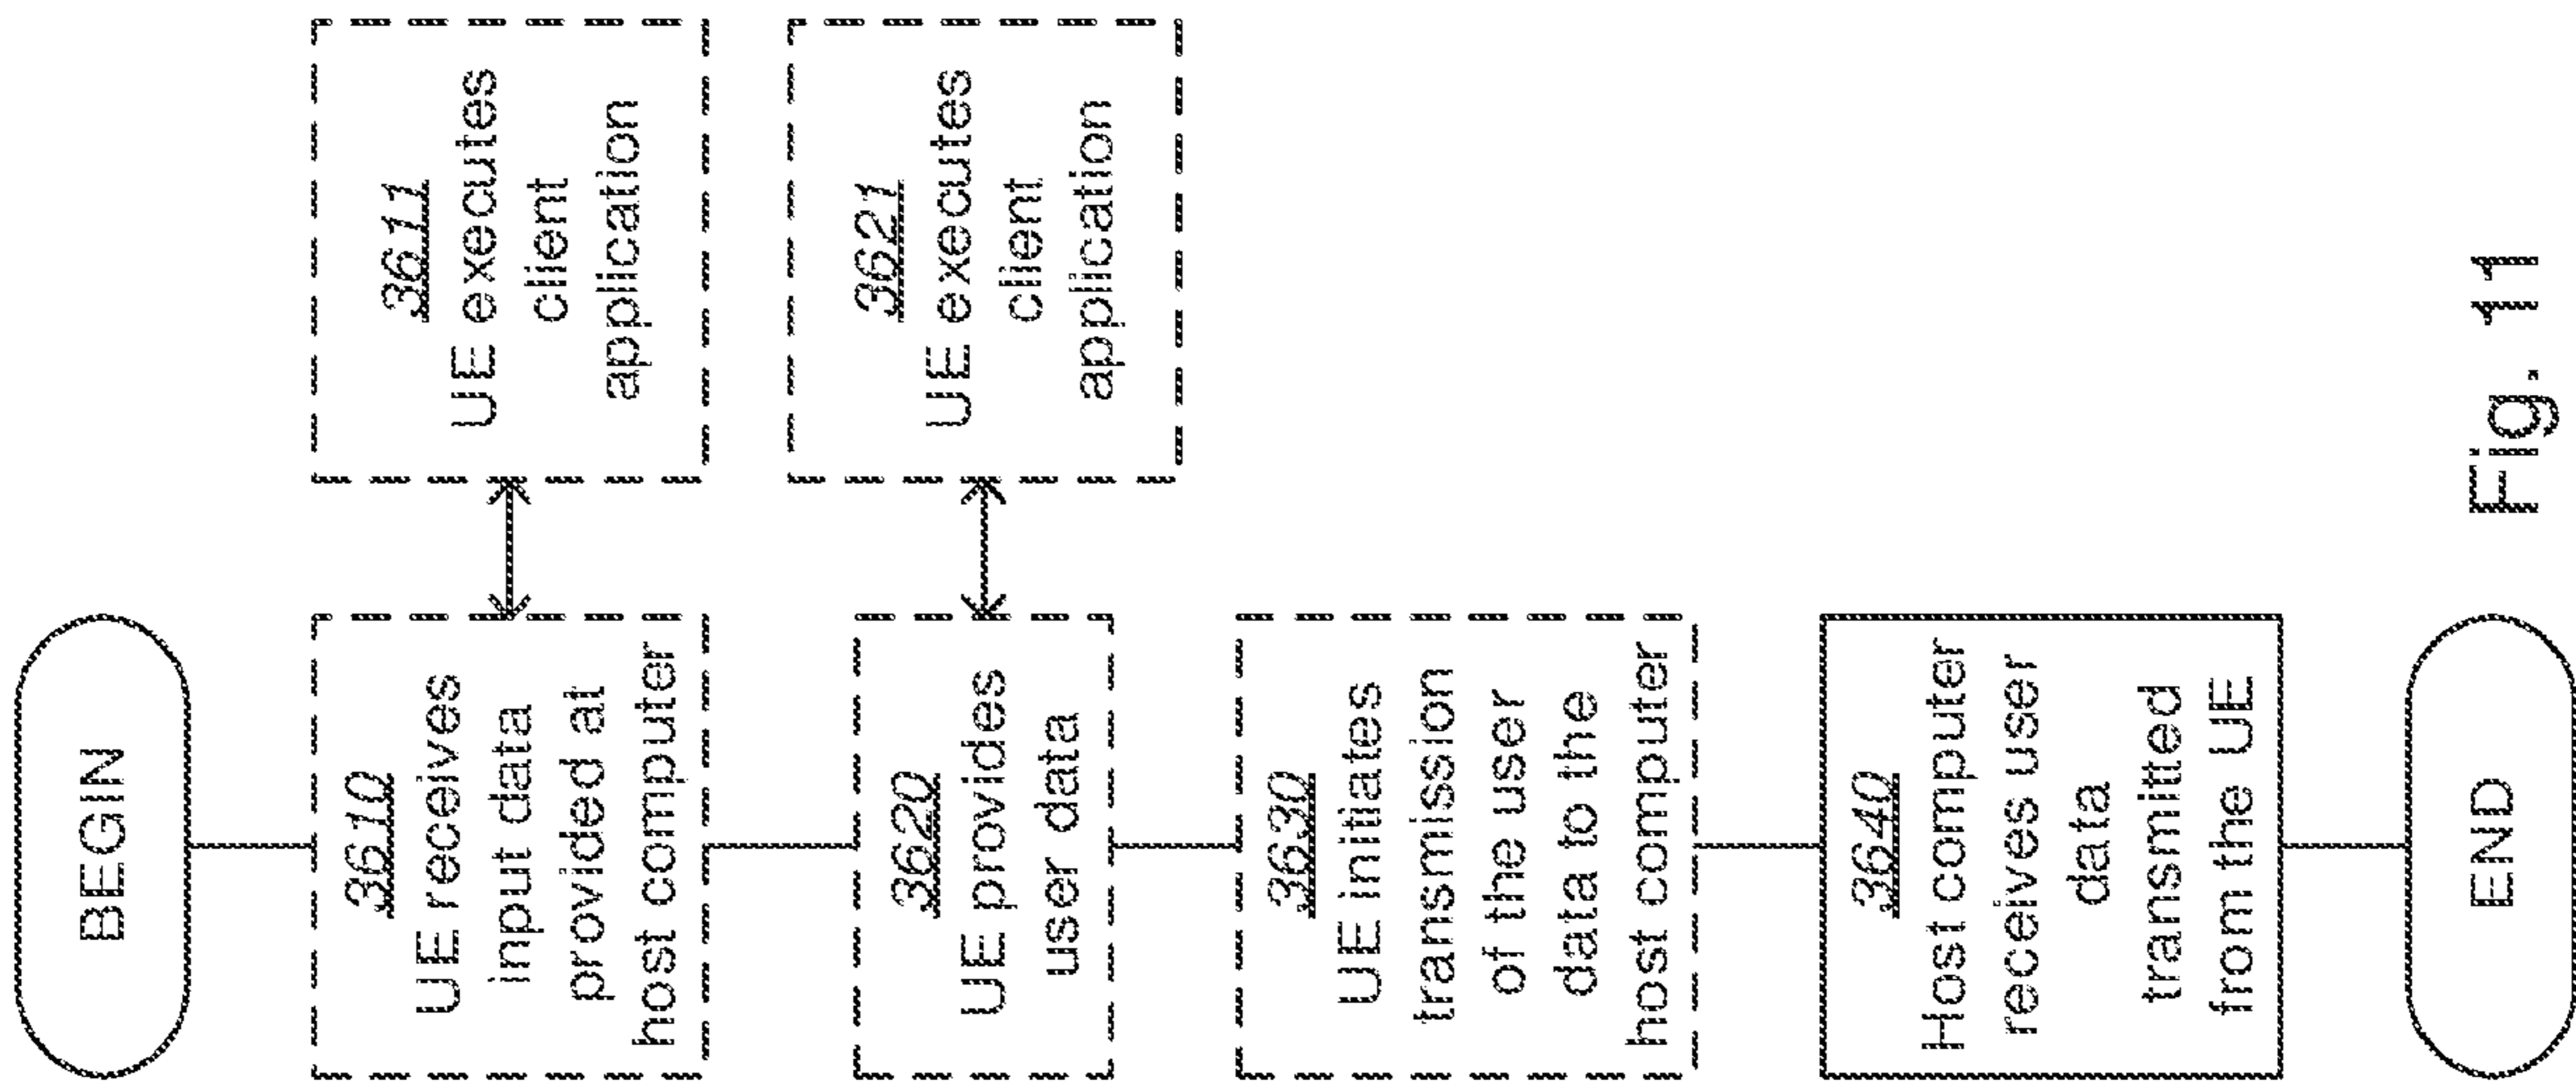 BEGIN
3610
UE receives
input data
provided at
host computer
3611
UE executes
client
application
3620
UE provides
user data
3621
UE executes
client
application
3630
UE initiates
transmission
of the user
data to the
host computer
3640
Host computer
receives user
data
transmitted
from the UE
END
Fig. 11